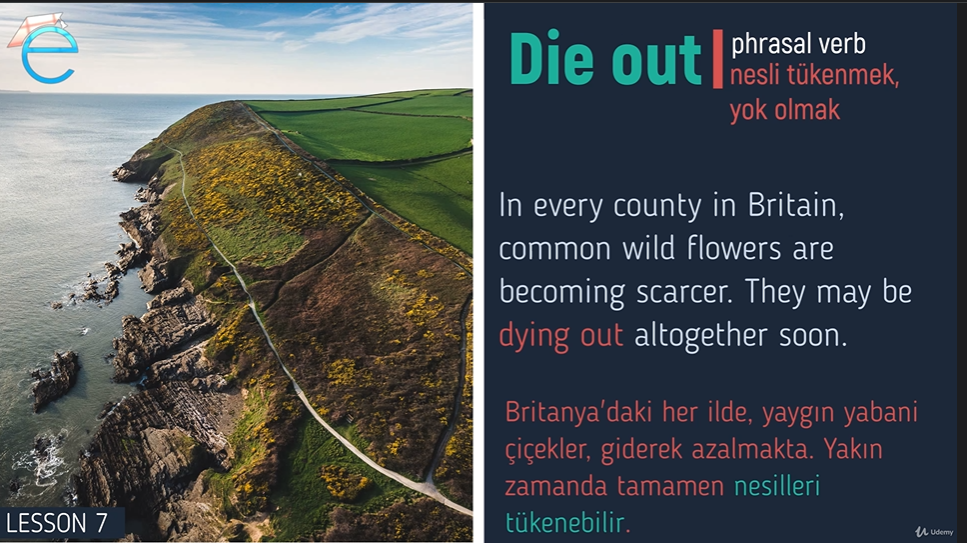 Die out
phrasal verb
nesli tükenmek,
yok olmak
In every county in Britain,
common wild flowers are
becoming scarcer. They may be
dying out altogether soon.
Britanya'daki her ilde, yaygın yabani
çiçekler, giderek azalmakta. Yakın
zamanda tamamen nesilleri
tükenebilir.
LESSON 7
Udemy